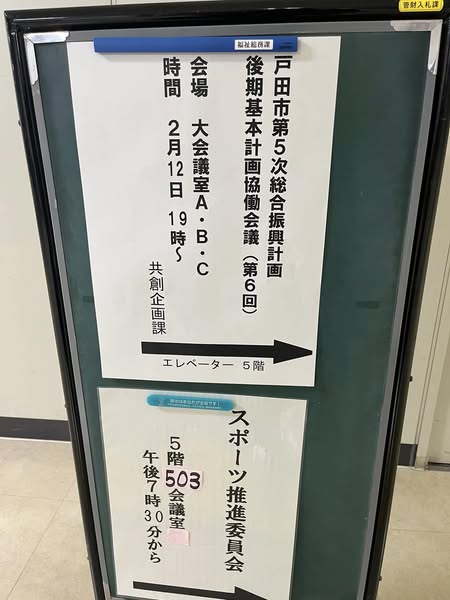 管財入札課
福祉総務課
戸田市第5次総合振興計画
後期基本計画協働会議(第6回)
会場 大会議室A・B・C
時間 2月12日 19時~
共創企画課
エレベーター 5階
スポーツ推進委員会
5階503会議室
午後7時30分から